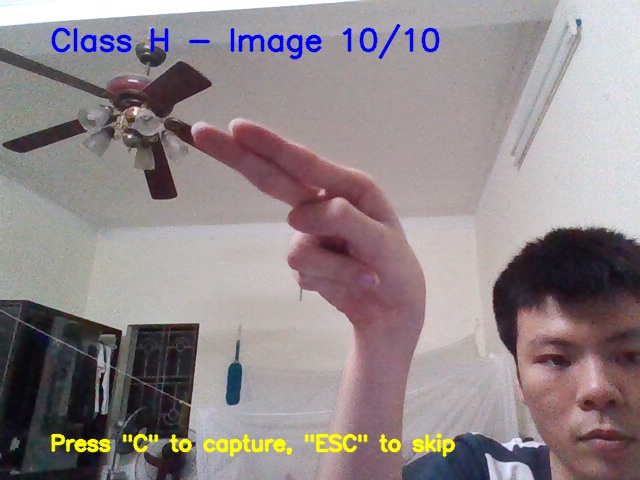 Class H - Image 10/10
Press "C" to capture, "ESC" to skip